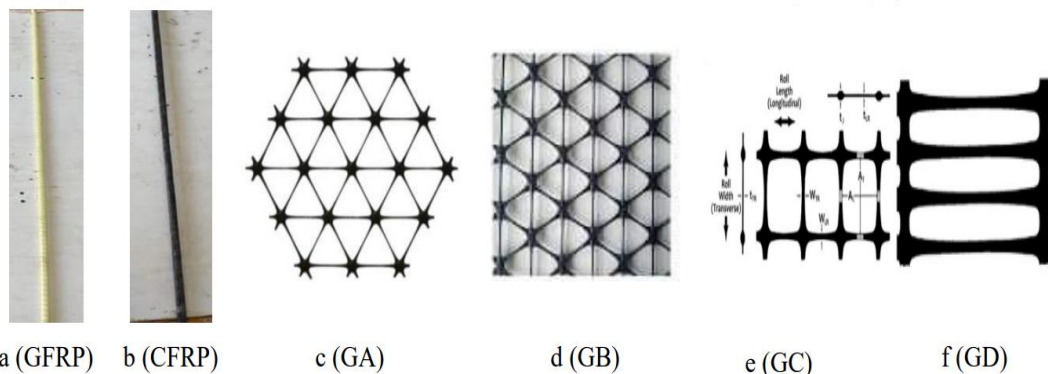 Roll
Length
(Longitudinal)
Roll
Width
(Transverse)
a (GFRP)
b (CFRP)
c (GA)
d (GB)
e (GC)
f (GD)